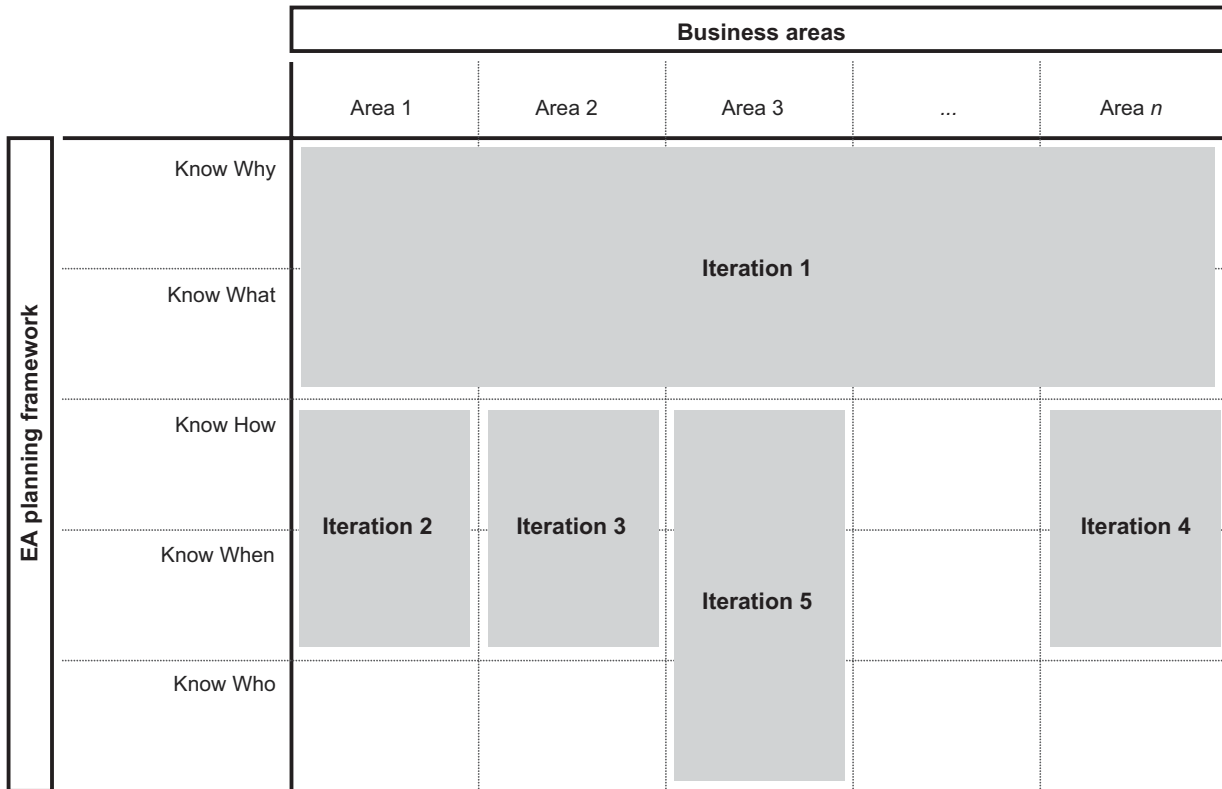 Business areas
Area 1
Area 2
Area 3
...
Area n
EA planning framework
Know Why
Iteration 1
Know What
Know How
Iteration 2
Iteration 3
Iteration 4
Know When
Iteration 5
Know Who